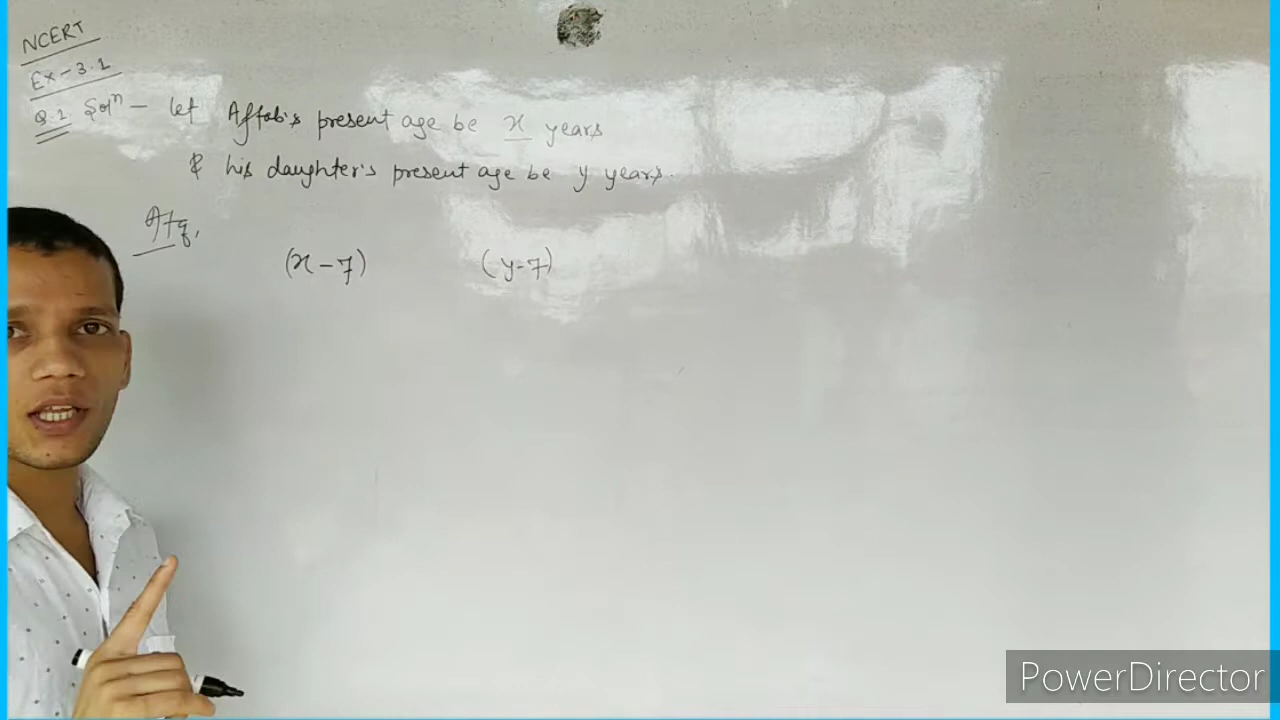 NCERT
Ex-3.1
Q.1. Solⁿ - let Aftab's present age be x years
& his daughter's present age be y years.
ATq,
(x-7) (y-7)
PowerDirector